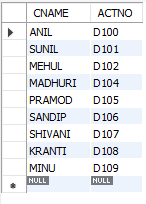 CNAME ACTNO
ANIL D100
SUNIL D101
MEHUL D102
MADHURI D104
PRAMOD D105
SANDIP D106
SHIVANI D107
KRANTI D108
MINU D109
NULL NULL